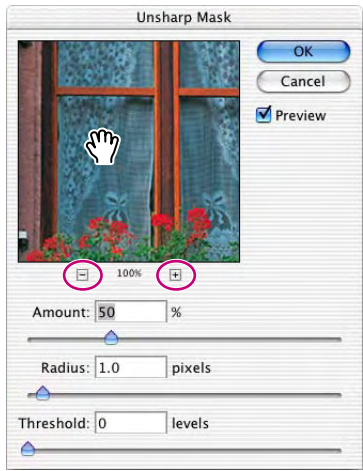 Unsharp Mask
OK
Cancel
Preview
- 100% +
Amount: 50 %
Radius: 1.0 pixels
Threshold: 0 levels